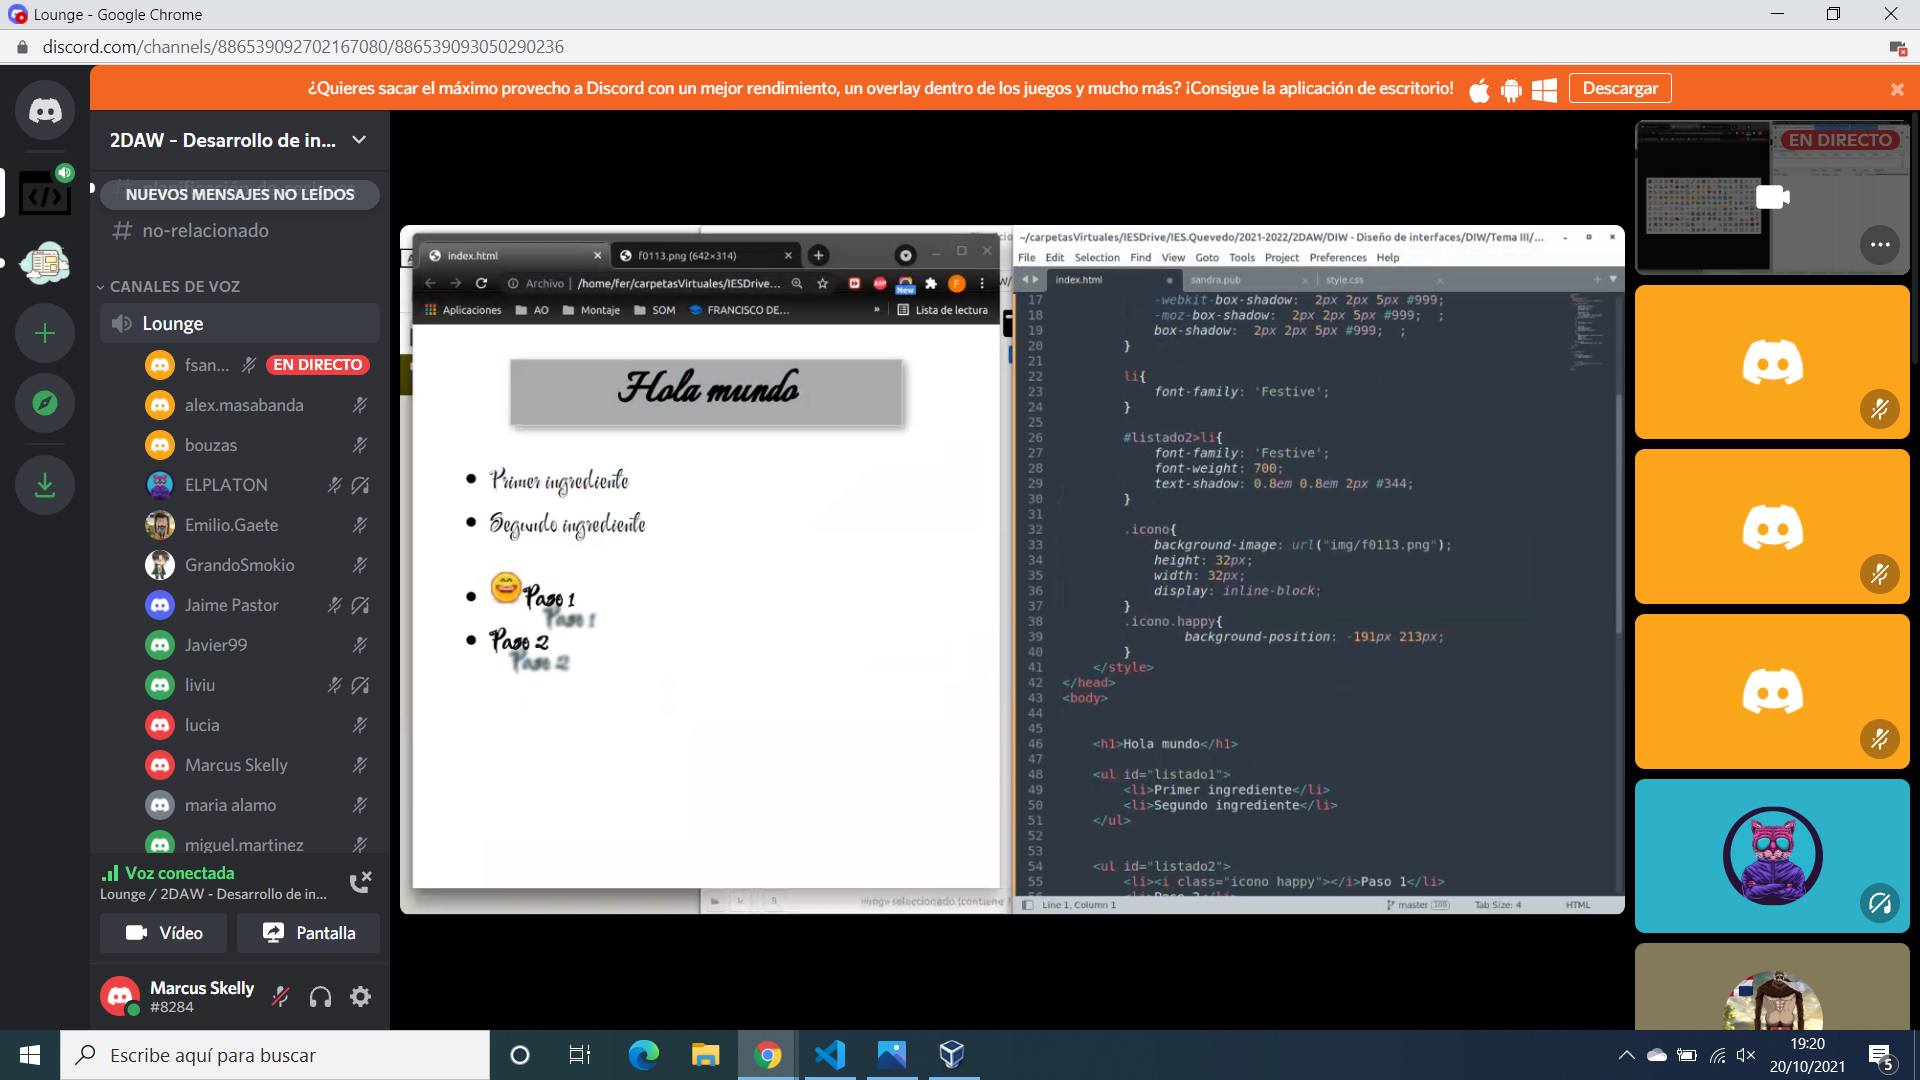 Lounge - Google Chrome
discord.com/channels/886539092702167080/886539093050290236
¿Quieres sacar el máximo provecho a Discord con un mejor rendimiento, un overlay dentro de los juegos y mucho más? ¡Consigue la aplicación de escritorio!
Descargar
2DAW - Desarrollo de in...
NUEVOS MENSAJES NO LEÍDOS
no-relacionado
CANALES DE VOZ
Lounge
fsan...
EN DIRECTO
alex.masabanda
bouzas
ELPLATON
Emilio.Gaete
GrandoSmokio
Jaime Pastor
Javier99
liviu
lucia
Marcus Skelly
maria alamo
miguel.martinez
Voz conectada
Lounge / 2DAW - Desarrollo de in...
Vídeo
Pantalla
Marcus Skelly
#8284
index.html
f0113.png (642×314)
Archivo | /home/fer/carpetasVirtuales/IESDrive...
New
F
Aplicaciones
AO
Montaje
SOM
FRANCISCO DE...
»
Lista de lectura
Hola mundo
Primer ingrediente
Segundo ingrediente
Paso 1
Paso 1
Paso 2
Paso 2
~/carpetasVirtuales/IESDrive/IES.Quevedo/2021-2022/2DAW/DIW - Diseño de interfaces/DIW/Tema III/...
File Edit Selection Find View Goto Tools Project Preferences Help
index.html
sandra.pub
style.css
17 -webkit-box-shadow: 2px 2px 5px #999;
18 -moz-box-shadow: 2px 2px 5px #999; ;
19 box-shadow: 2px 2px 5px #999; ;
20 }
21
22 li{
23 font-family: 'Festive';
24 }
25
26 #listado2>li{
27 font-family: 'Festive';
28 font-weight: 700;
29 text-shadow: 0.8em 0.8em 2px #344;
30 }
31
32 .icono{
33 background-image: url("img/f0113.png");
34 height: 32px;
35 width: 32px;
36 display: inline-block;
37 }
38 .icono.happy{
39 background-position: -191px 213px;
40 }
41 </style>
42 </head>
43 <body>
44
45
46 <h1>Hola mundo</h1>
47
48 <ul id="listado1">
49 <li>Primer ingrediente</li>
50 <li>Segundo ingrediente</li>
51 </ul>
52
53
54 <ul id="listado2">
55 <li><i class="icono happy"></i>Paso 1</li>
Line 1, Column 1
master 108
Tab Size: 4
HTML
EN DIRECTO
Escribe aquí para buscar
19:20
20/10/2021
5